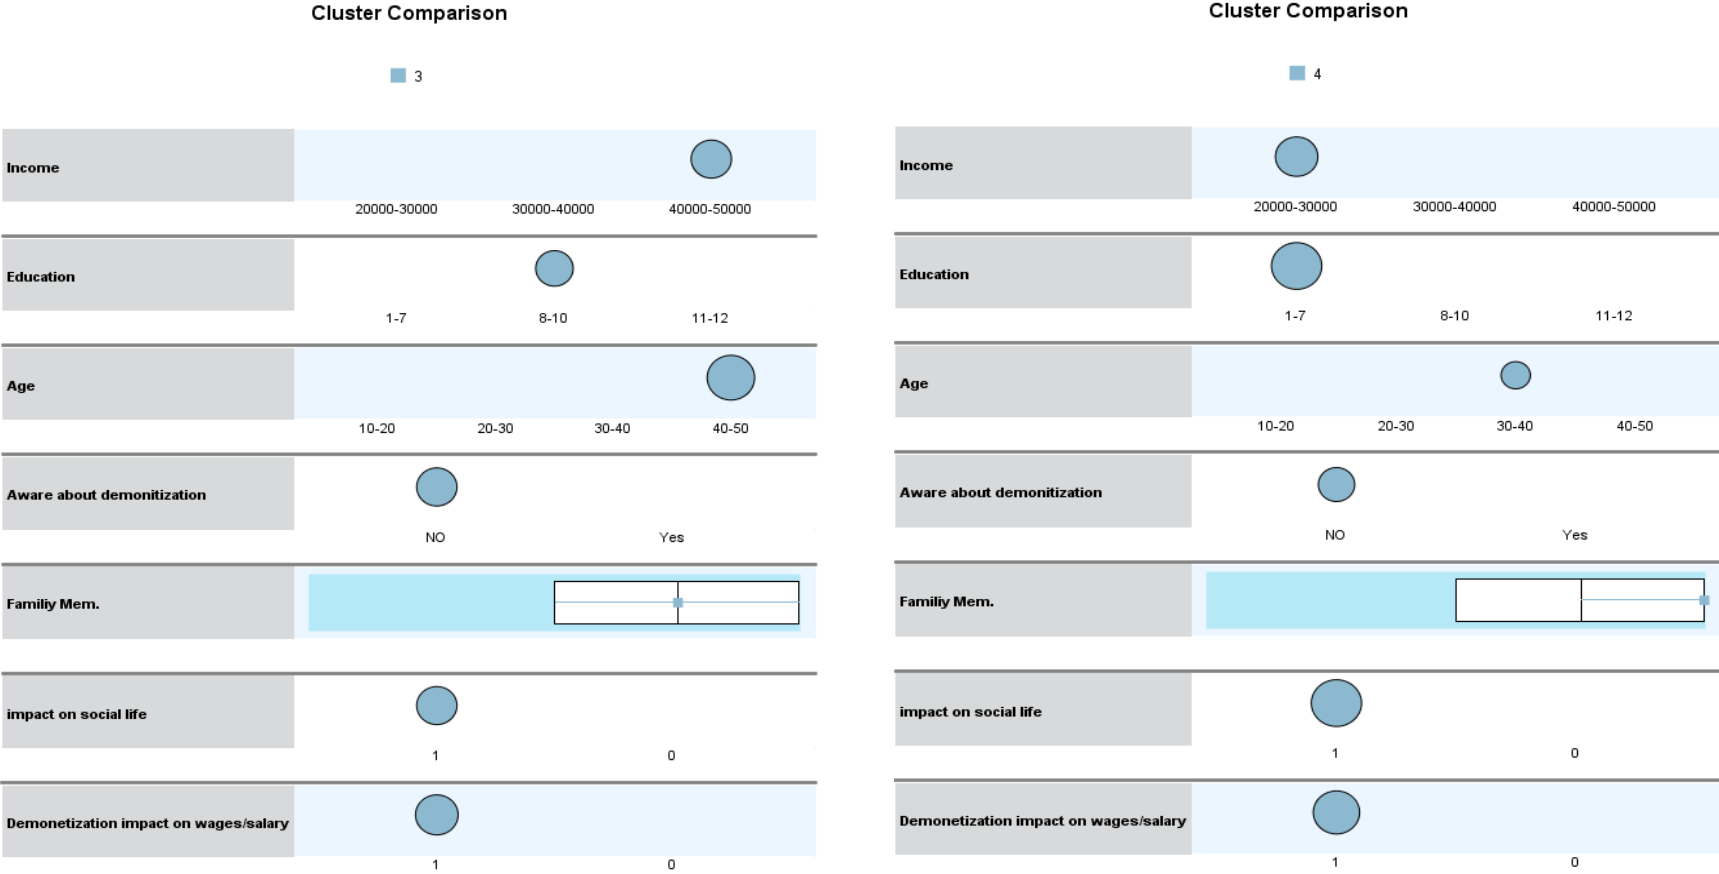 Cluster Comparison
3
Income
20000-30000 30000-40000 40000-50000
Education
1-7 8-10 11-12
Age
10-20 20-30 30-40 40-50
Aware about demonitization
NO Yes
Familiy Mem.
impact on social life
1 0
Demonetization impact on wages/salary
1 0
Cluster Comparison
4
Income
20000-30000 30000-40000 40000-50000
Education
1-7 8-10 11-12
Age
10-20 20-30 30-40 40-50
Aware about demonitization
NO Yes
Familiy Mem.
impact on social life
1 0
Demonetization impact on wages/salary
1 0